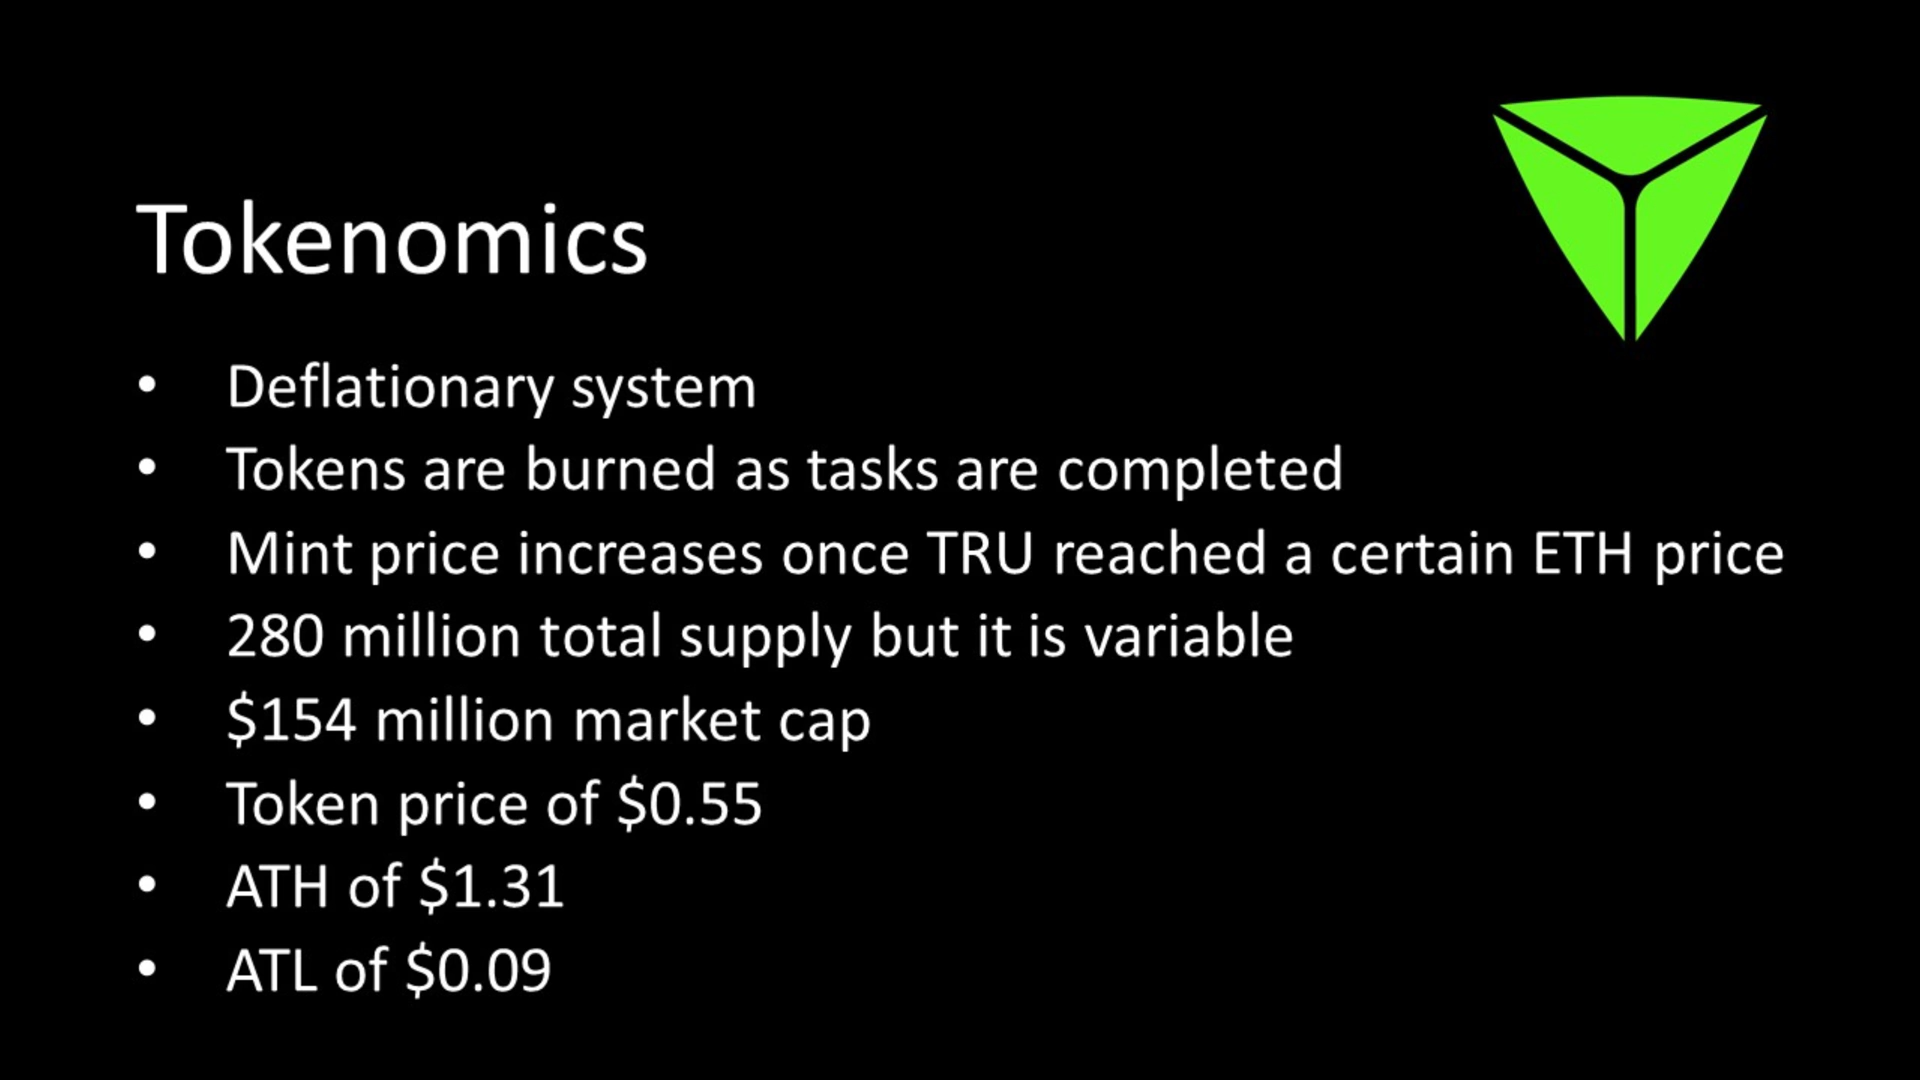 Tokenomics
• Deflationary system
• Tokens are burned as tasks are completed
• Mint price increases once TRU reached a certain ETH price
• 280 million total supply but it is variable
• $154 million market cap
• Token price of $0.55
• ATH of $1.31
• ATL of $0.09